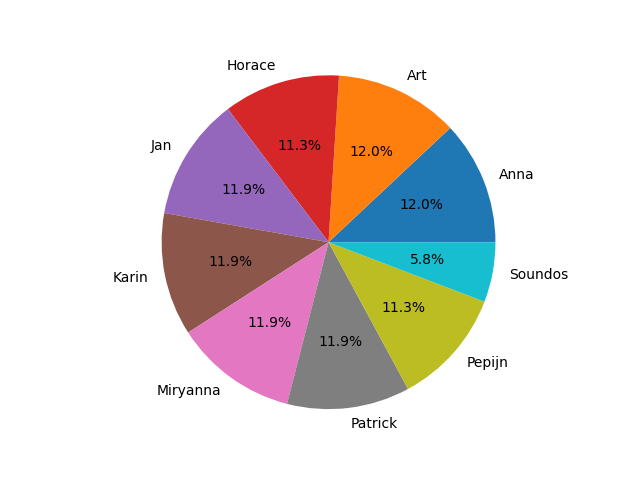 Horace
Art
Jan
Anna
11.3%
12.0%
11.9%
12.0%
Karin
11.9%
5.8%
Soundos
11.3%
11.9%
11.9%
Miryanna
Pepijn
Patrick